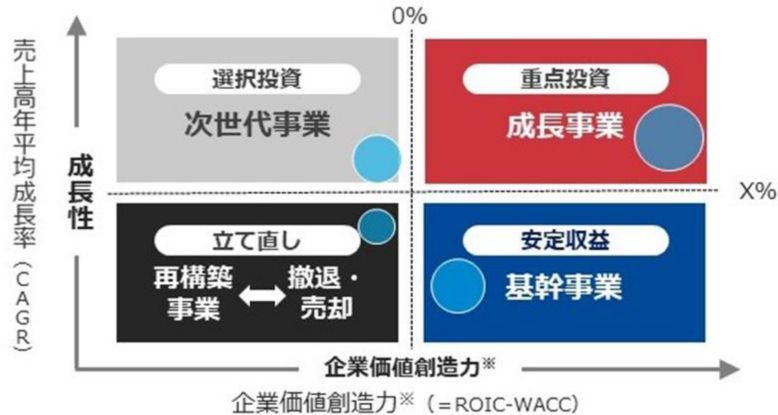 0%
売上高年平均成長率（CAGR）
成長性
選択投資
次世代事業
重点投資
成長事業
X%
立て直し
再構築
事業
撤退・
売却
安定収益
基幹事業
企業価値創造力※
企業価値創造力※（=ROIC-WACC）